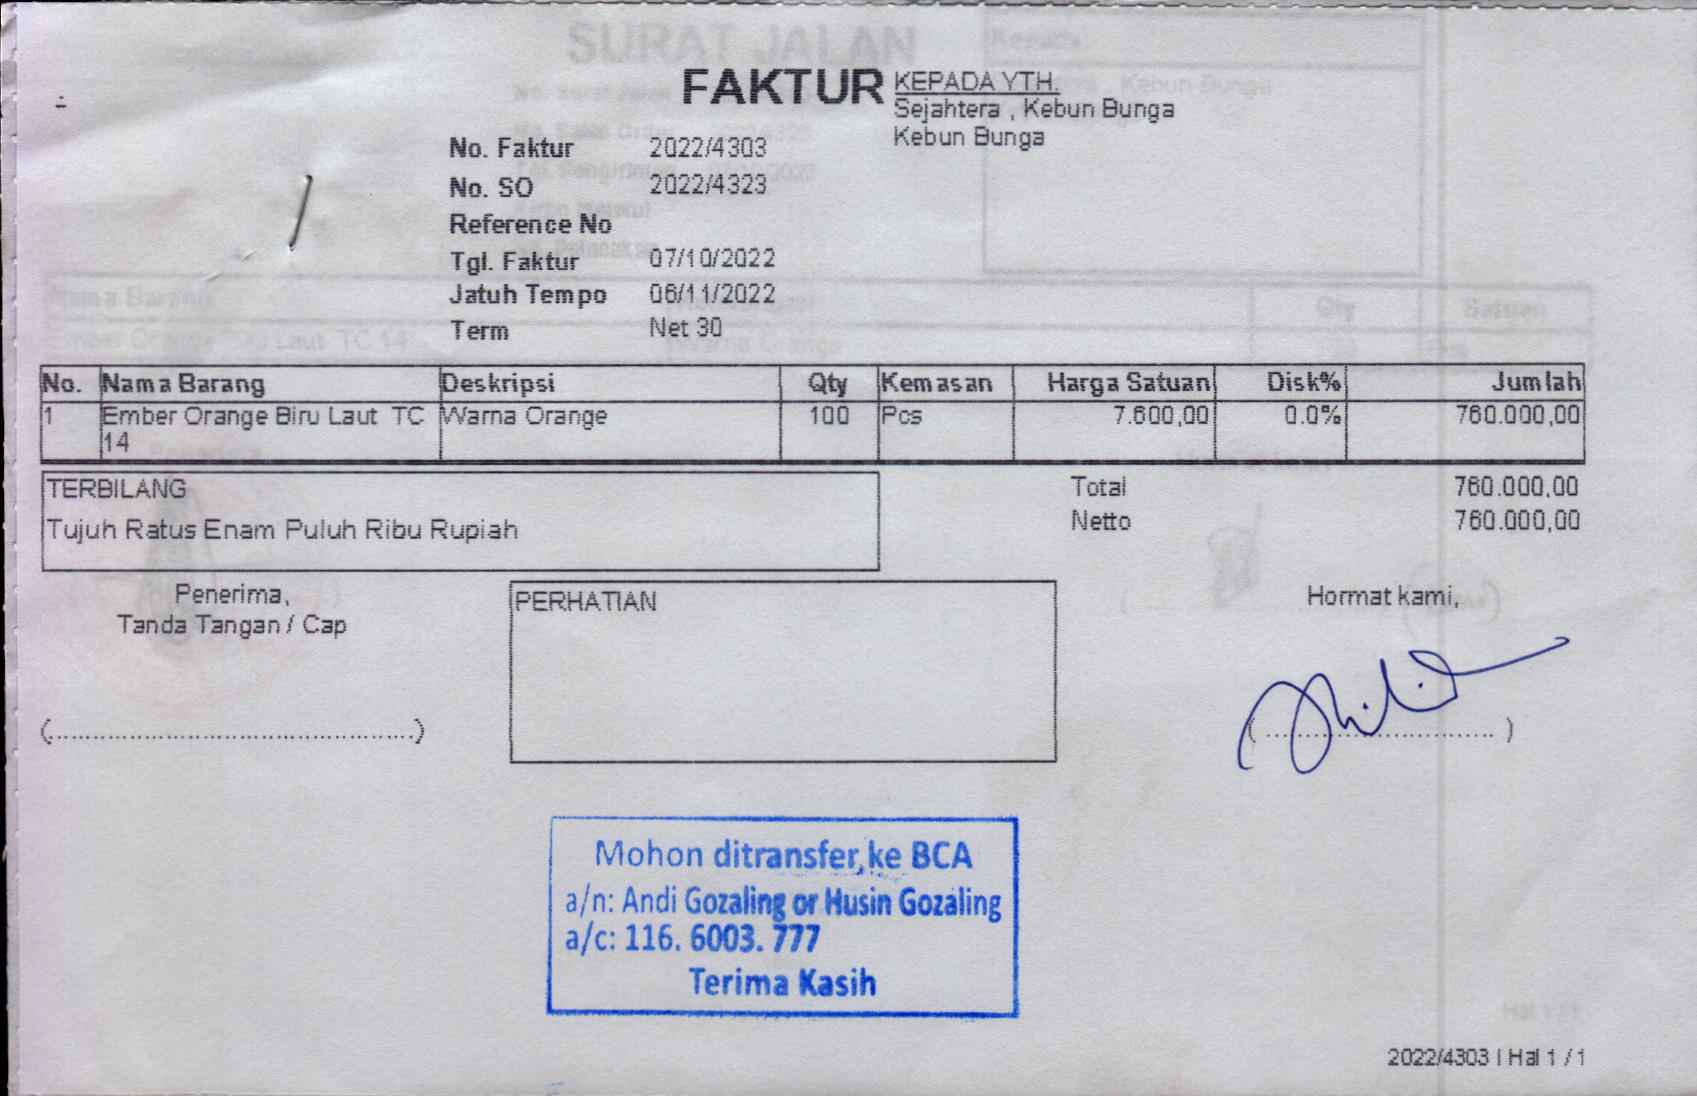 FAKTUR
KEPADA YTH.
Sejahtera , Kebun Bunga
Kebun Bunga
No. Faktur 2022/4303
No. SO 2022/4323
Reference No
Tgl. Faktur 07/10/2022
Jatuh Tempo 06/11/2022
Term Net 30
No. Nama Barang Deskripsi Qty Kemasan Harga Satuan Disk% Jumlah
1 Ember Orange Biru Laut TC Warna Orange 100 Pcs 7.600,00 0.0% 760.000,00
14
TERBILANG
Tujuh Ratus Enam Puluh Ribu Rupiah
Total 760.000,00
Netto 760.000,00
Penerima,
Tanda Tangan / Cap
PERHATIAN
Hormat kami,
Mohon ditransfer, ke BCA
a/n: Andi Gozaling or Husin Gozaling
a/c: 116. 6003. 777
Terima Kasih
2022/4303 | Hal 1 / 1